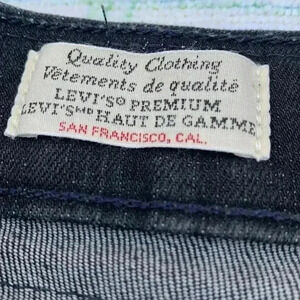 Quality Clothing
Vêtements de qualité
LEVI'S® PREMIUM
LEVI'S MD HAUT DE GAMME
SAN FRANCISCO, CAL.